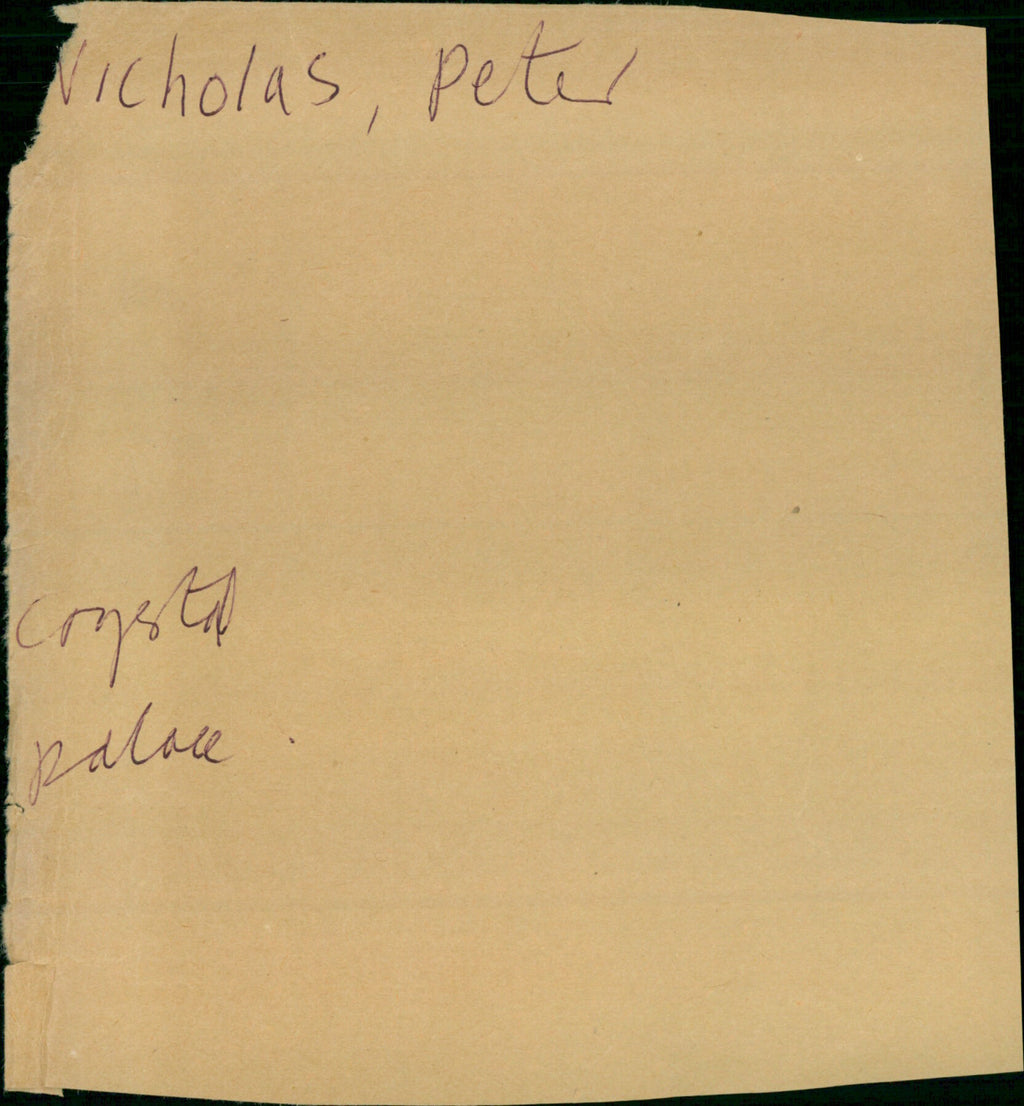 Nicholas, Peter
Crystal
palace